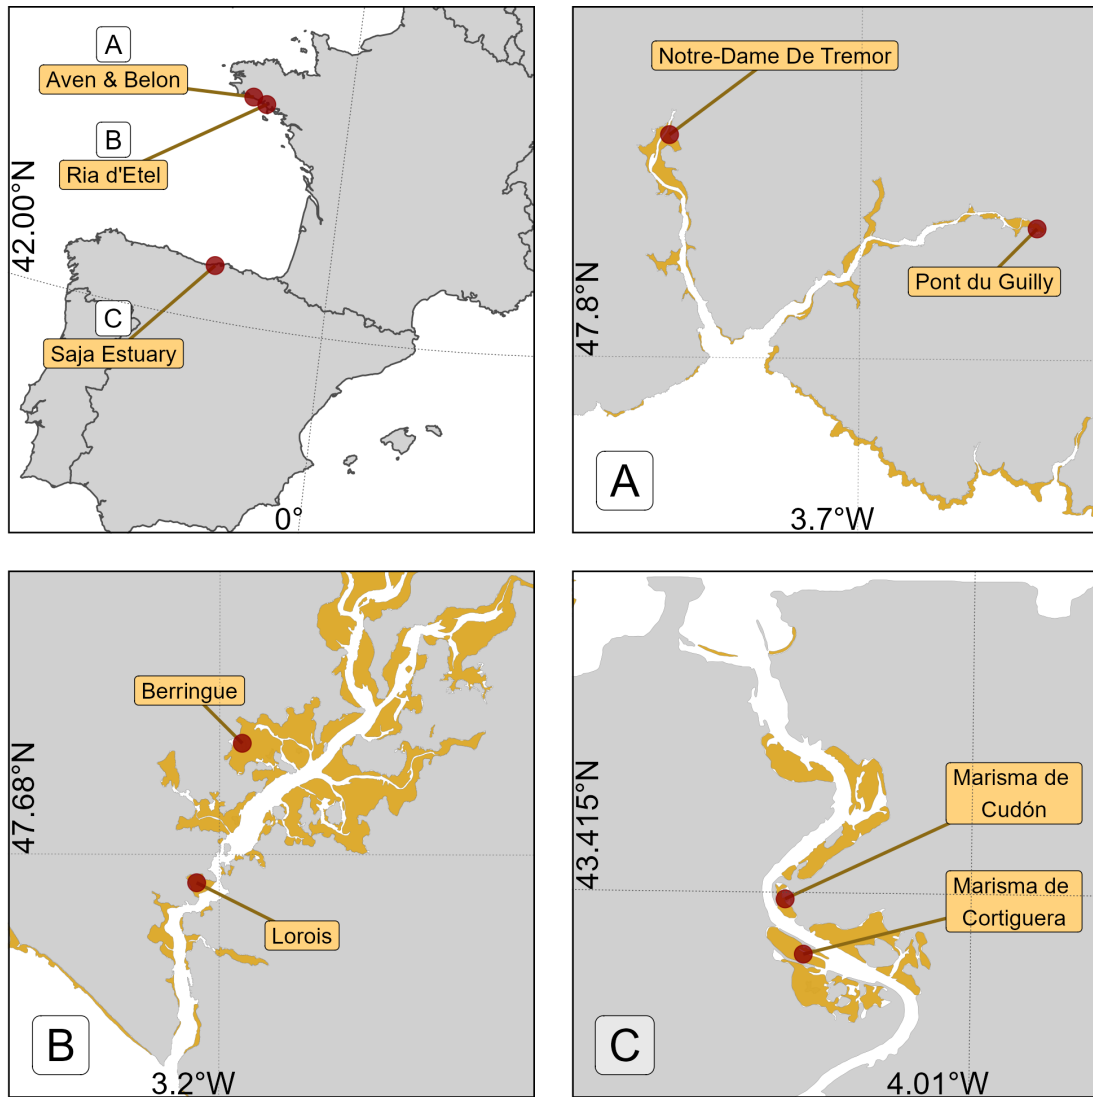 A
Aven & Belon
B
Ria d'Etel
42.00°N
C
Saja Estuary
0°
Notre-Dame De Tremor
Pont du Guilly
47.8°N
A
3.7°W
Berringue
47.68°N
Lorois
B
3.2°W
Marisma de
Cudón
43.415°N
Marisma de
Cortiguera
C
4.01°W